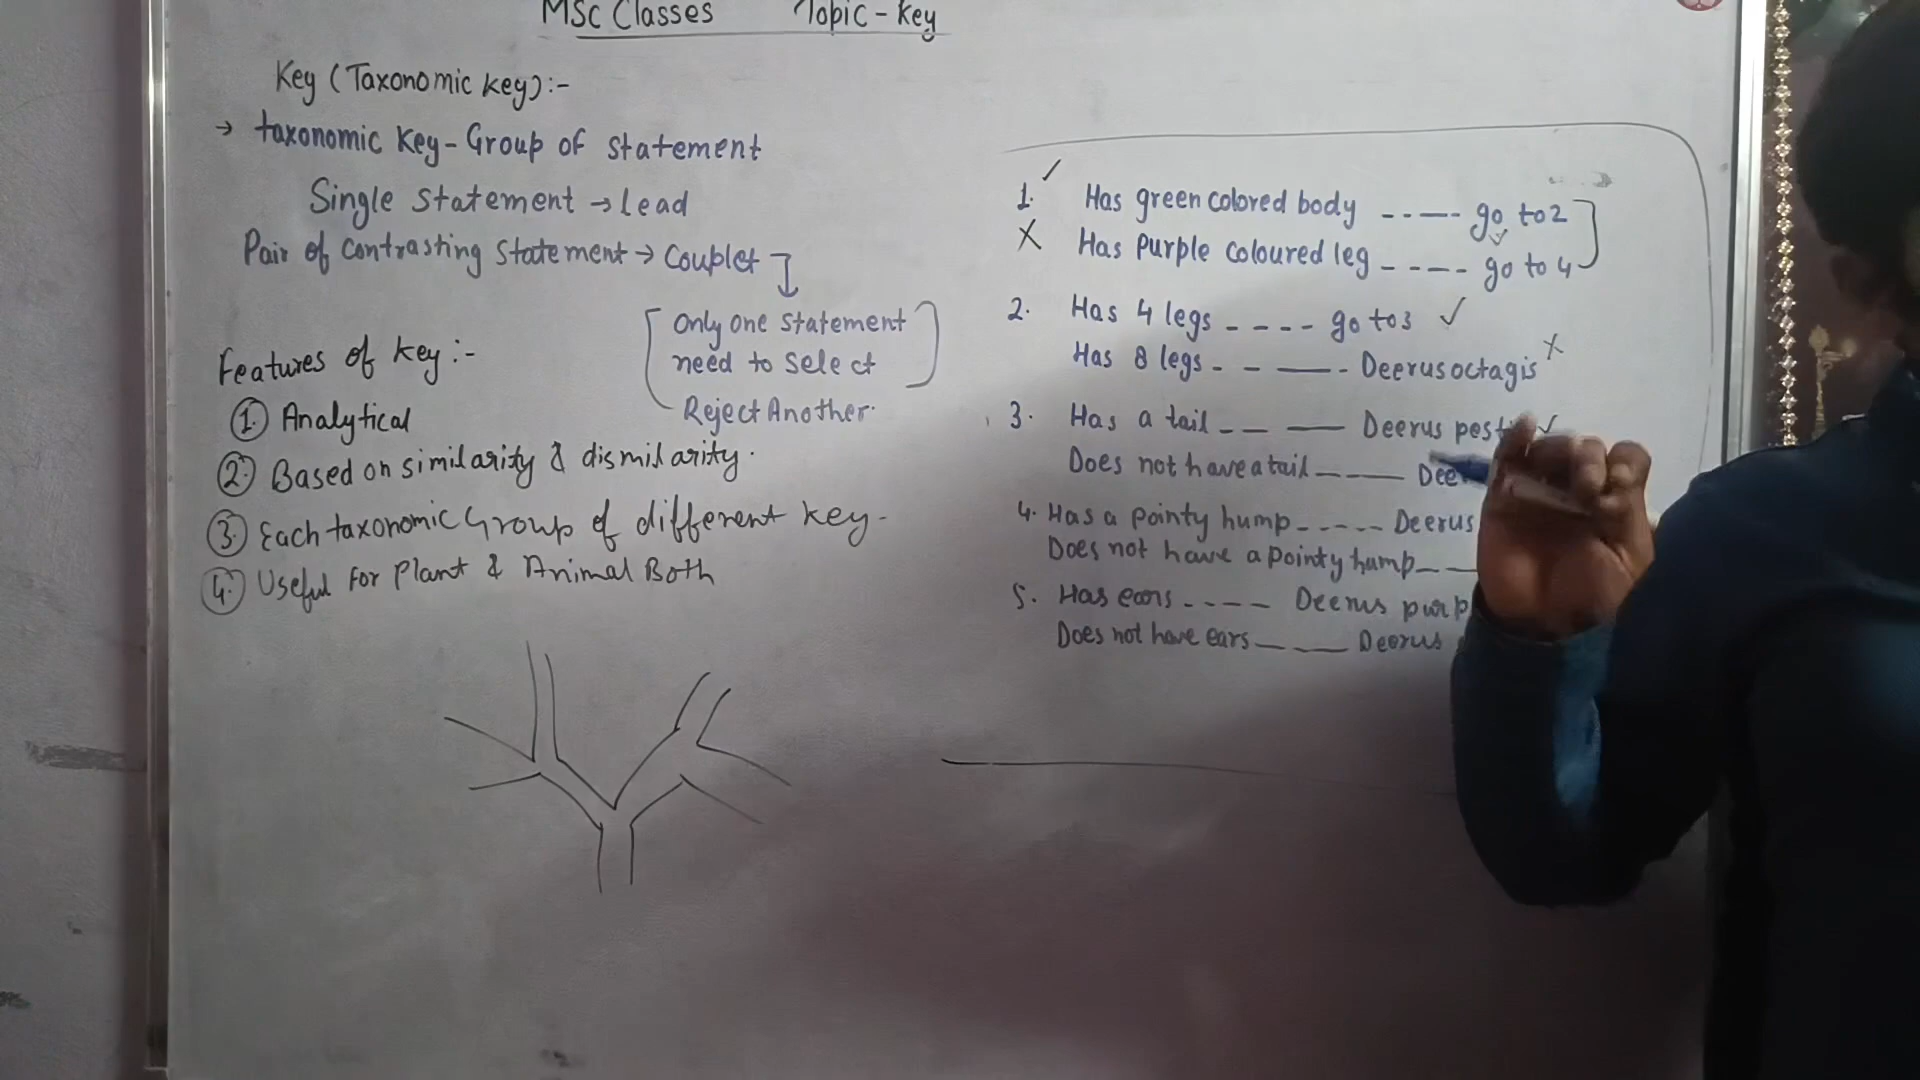 MSc Classes Topic - Key
Key (Taxonomic key):-
→ taxonomic Key - Group of statement
Single statement → Lead
Pair of contrasting statement → Couplet
Only one statement
need to select
Reject Another.
Features of key :-
① Analytical
② Based on similarity & dismilarity.
③ Each taxonomic Group of different key -
④ Useful for Plant & Animal Both
1. ✓ Has green colored body ----- go to 2
X Has purple coloured leg ----- go to 4
2. Has 4 legs ---- go to 3 ✓
Has 8 legs ----- Deerus octagis X
3. Has a tail ----- Deerus ✓
Does not have a tail -----
4. Has a pointy hump ----- Deerus
Does not have a pointy hump ---
5. Has ears ---- Deerus
Does not have ears ---- Deerus